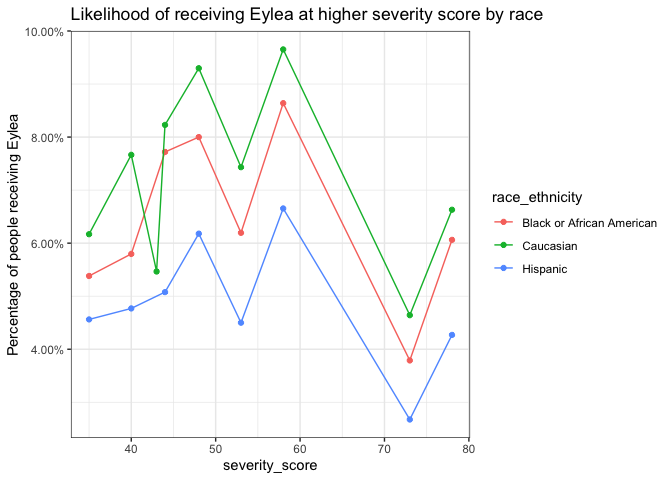 Likelihood of receiving Eylea at higher severity score by race
10.00%
8.00%
6.00%
4.00%
Percentage of people receiving Eylea
40 50 60 70 80
severity_score
race_ethnicity
Black or African American
Caucasian
Hispanic